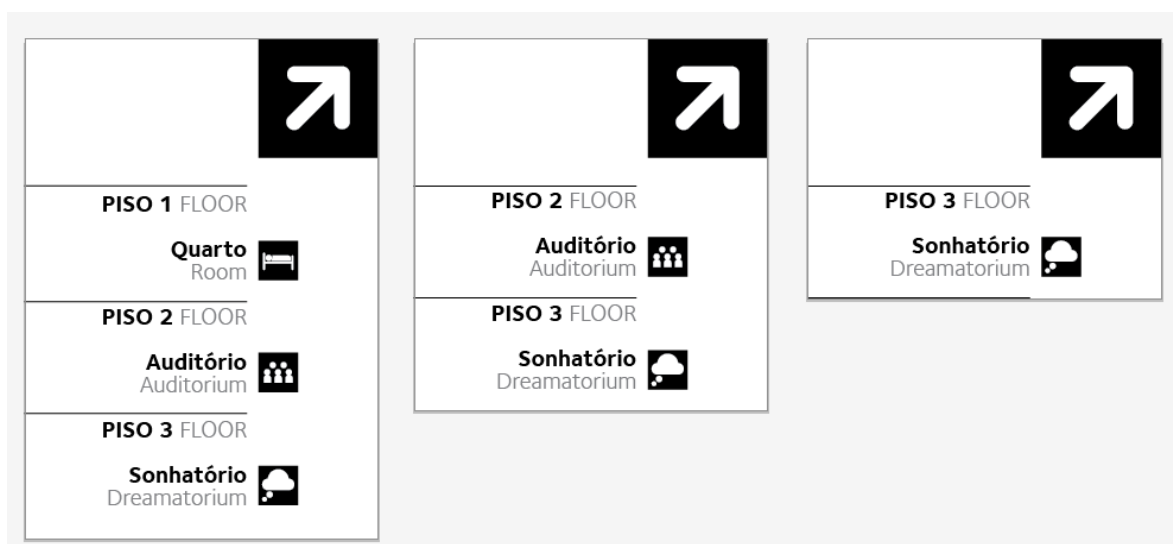 PISO 1 FLOOR
Quarto
Room
PISO 2 FLOOR
Auditório
Auditorium
PISO 3 FLOOR
Sonhatório
Dreamatorium
PISO 2 FLOOR
Auditório
Auditorium
PISO 3 FLOOR
Sonhatório
Dreamatorium
PISO 3 FLOOR
Sonhatório
Dreamatorium